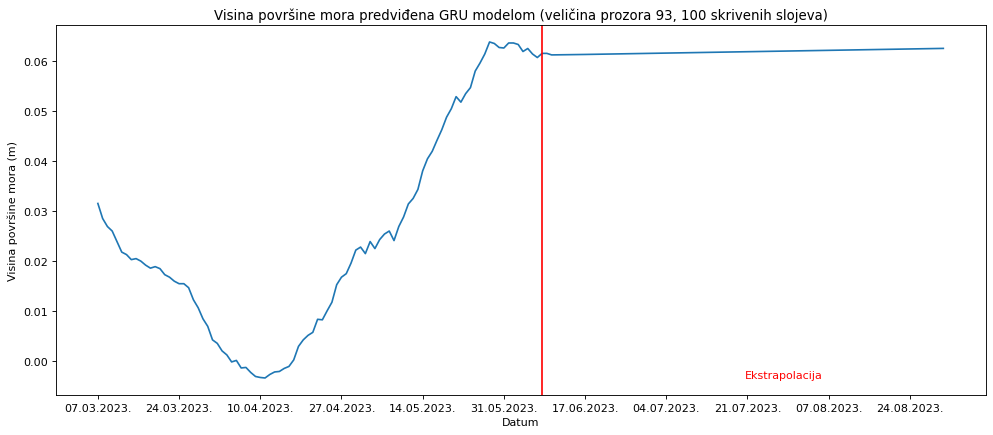 Visina površine mora predviđena GRU modelom (veličina prozora 93, 100 skrivenih slojeva)
Visina površine mora (m)
0.06
0.05
0.04
0.03
0.02
0.01
0.00
Ekstrapolacija
07.03.2023. 24.03.2023. 10.04.2023. 27.04.2023. 14.05.2023. 31.05.2023. 17.06.2023. 04.07.2023. 21.07.2023. 07.08.2023. 24.08.2023.
Datum